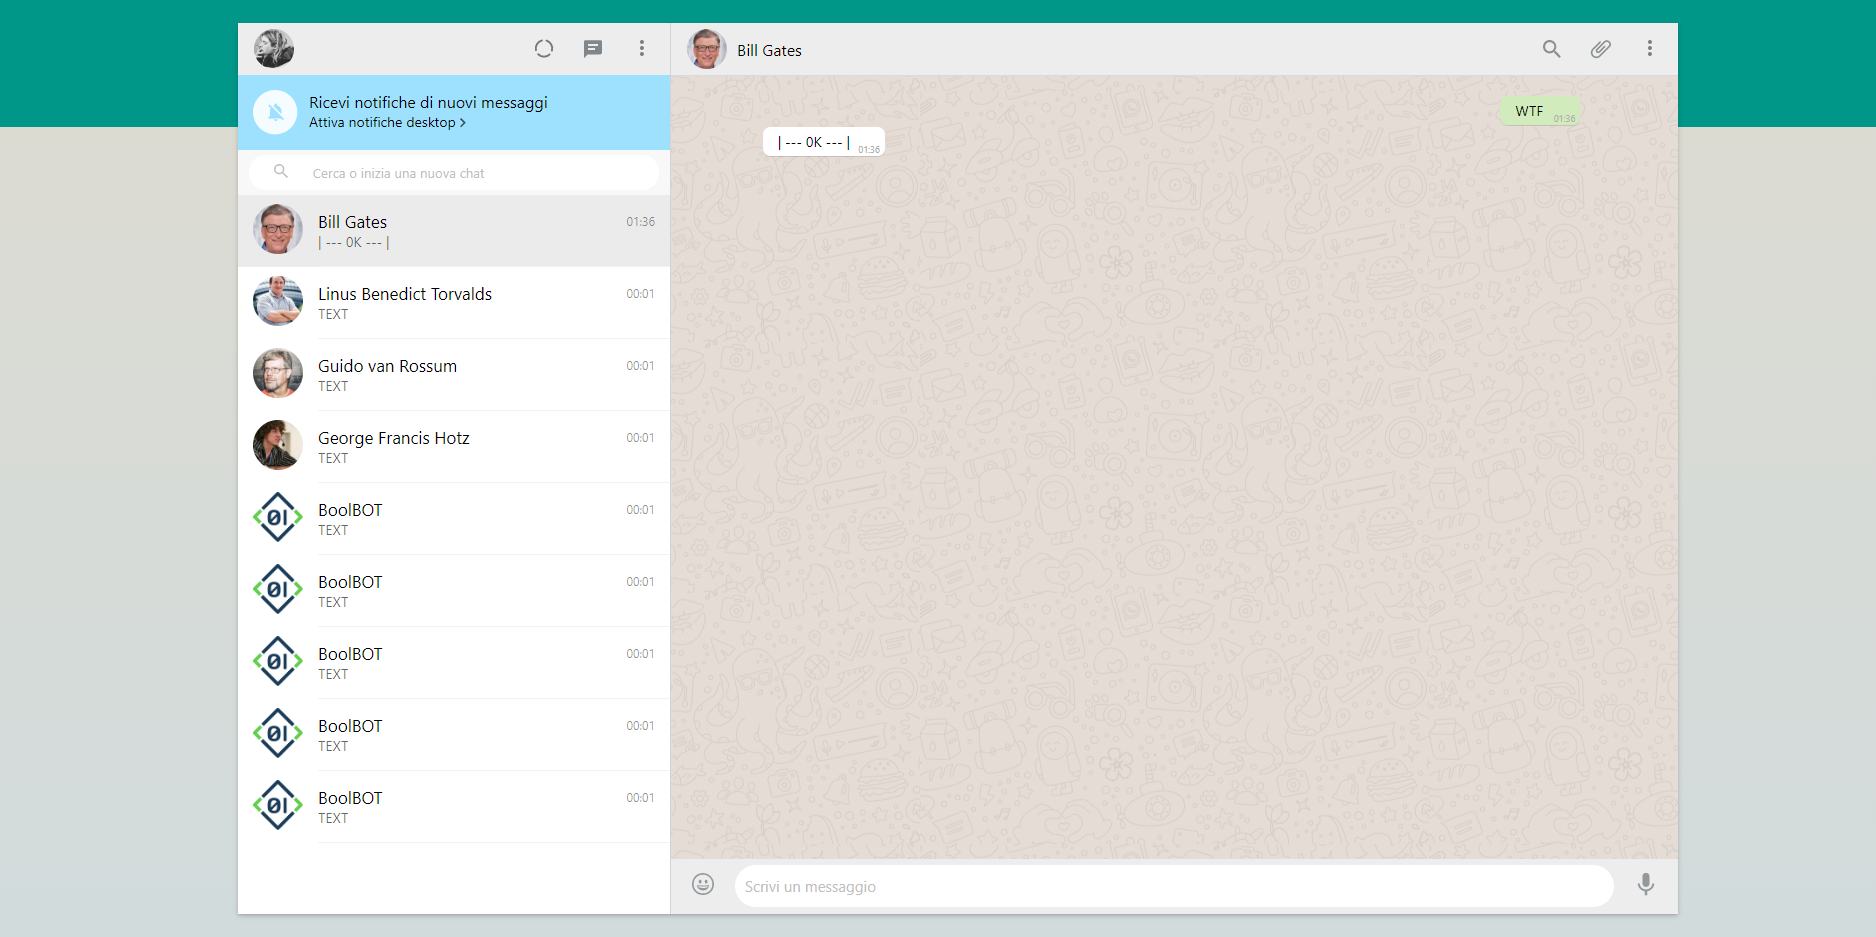 Ricevi notifiche di nuovi messaggi
Attiva notifiche desktop >
Cerca o inizia una nuova chat
Bill Gates 01:36
| --- 0K --- |
Linus Benedict Torvalds 00:01
TEXT
Guido van Rossum 00:01
TEXT
George Francis Hotz 00:01
TEXT
01 BoolBOT 00:01
TEXT
01 BoolBOT 00:01
TEXT
01 BoolBOT 00:01
TEXT
01 BoolBOT 00:01
TEXT
01 BoolBOT 00:01
TEXT
Bill Gates
WTF 01:36
| --- 0K --- | 01:36
Scrivi un messaggio